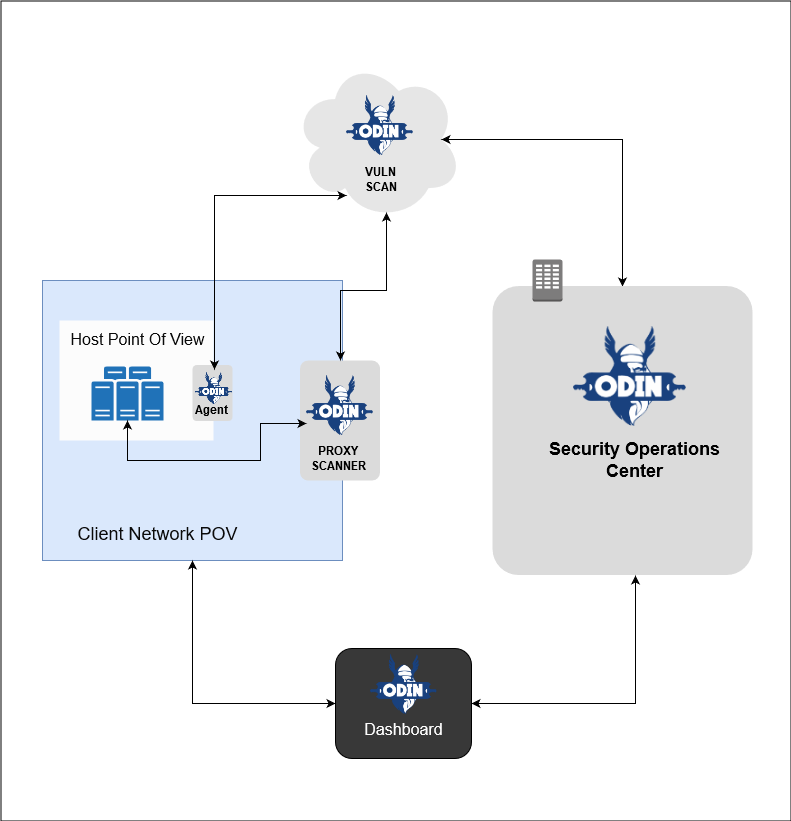 ODIN
VULN
SCAN
Host Point Of View
ODIN
Agent
ODIN
PROXY
SCANNER
Client Network POV
ODIN
Security Operations
Center
ODIN
Dashboard